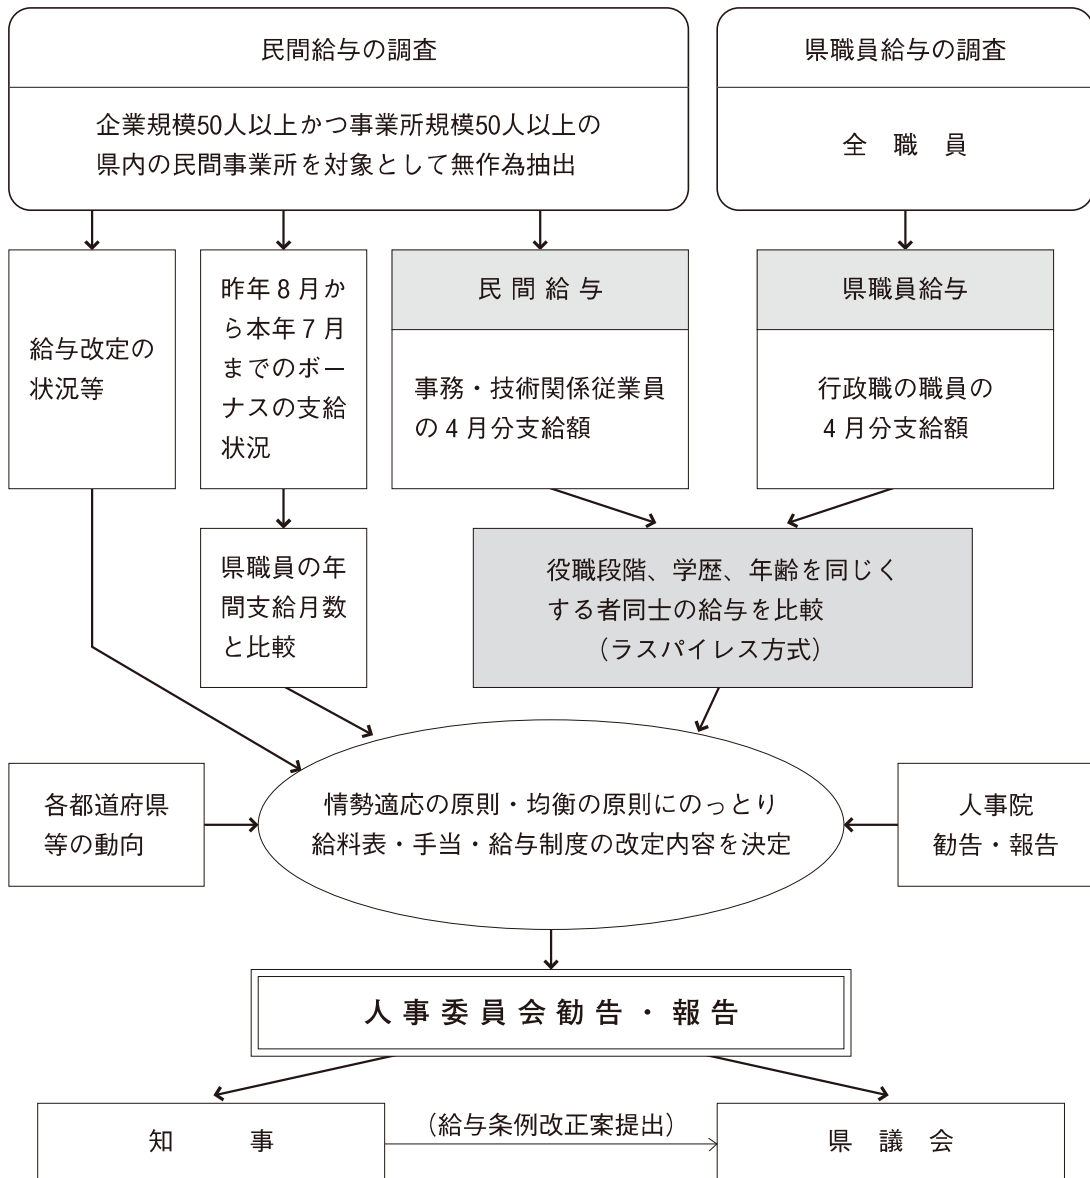 民間給与の調査
企業規模50人以上かつ事業所規模50人以上の
県内の民間事業所を対象として無作為抽出
県職員給与の調査
全 職 員
給与改定の
状況等
昨年8月か
ら本年7月
までのボー
ナスの支給
状況
民 間 給 与
事務・技術関係従業員
の4月分支給額
県職員給与
行政職の職員の
4月分支給額
県職員の年
間支給月数
と比較
役職段階、学歴、年齢を同じく
する者同士の給与を比較
(ラスパイレス方式)
各都道府県
等の動向
情勢適応の原則・均衡の原則にのっとり
給料表・手当・給与制度の改定内容を決定
人事院
勧告・報告
人事委員会勧告・報告
知 事
(給与条例改正案提出)
県 議 会